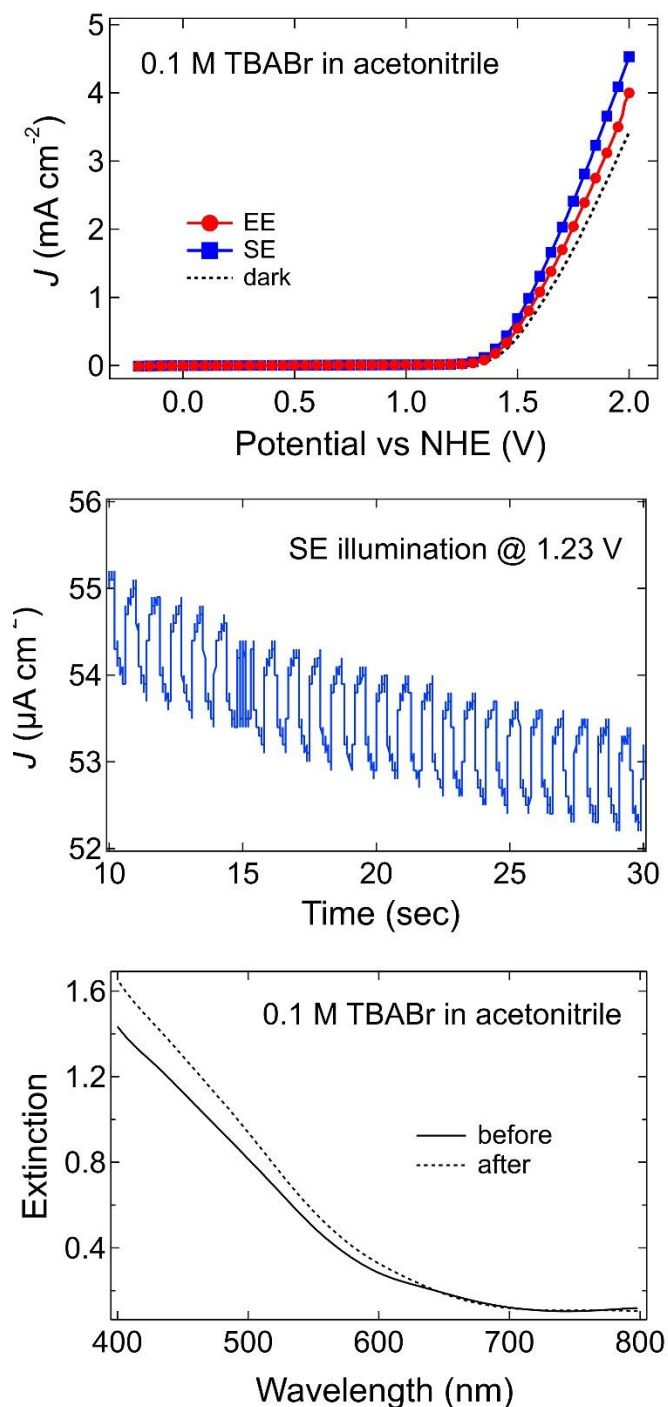 5
0.1 M TBABr in acetonitrile
4
3
2
1
0
J (mA cm-2)
EE
SE
dark
0.0 0.5 1.0 1.5 2.0
Potential vs NHE (V)
56
SE illumination @ 1.23 V
55
54
53
52
J (µA cm-2)
10 15 20 25 30
Time (sec)
1.6
0.1 M TBABr in acetonitrile
1.2
0.8
0.4
Extinction
before
after
400 500 600 700 800
Wavelength (nm)